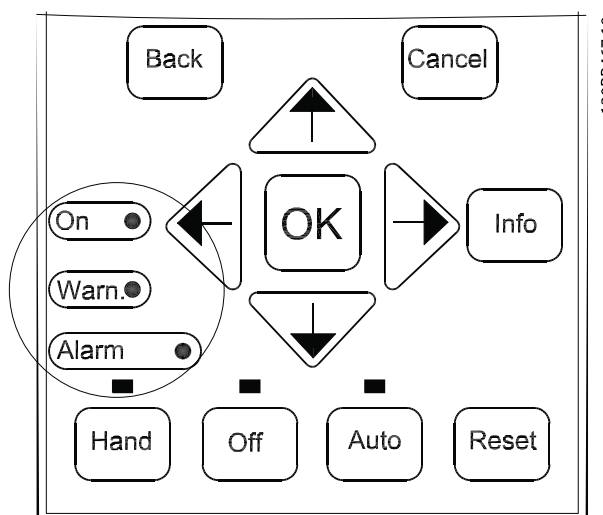 Back
Cancel
On
OK
Info
Warn.
Alarm
Hand
Off
Auto
Reset